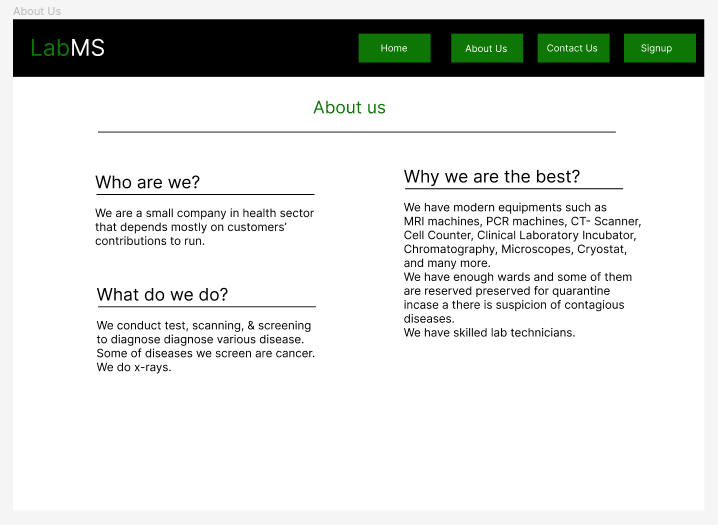 About Us
LabMS
Home
About Us
Contact Us
Signup
About us
Who are we?
We are a small company in health sector
that depends mostly on customers’
contributions to run.
What do we do?
We conduct test, scanning, & screening
to diagnose diagnose various disease.
Some of diseases we screen are cancer.
We do x-rays.
Why we are the best?
We have modern equipments such as
MRI machines, PCR machines, CT- Scanner,
Cell Counter, Clinical Laboratory Incubator,
Chromatography, Microscopes, Cryostat,
and many more.
We have enough wards and some of them
are reserved preserved for quarantine
incase a there is suspicion of contagious
diseases.
We have skilled lab technicians.